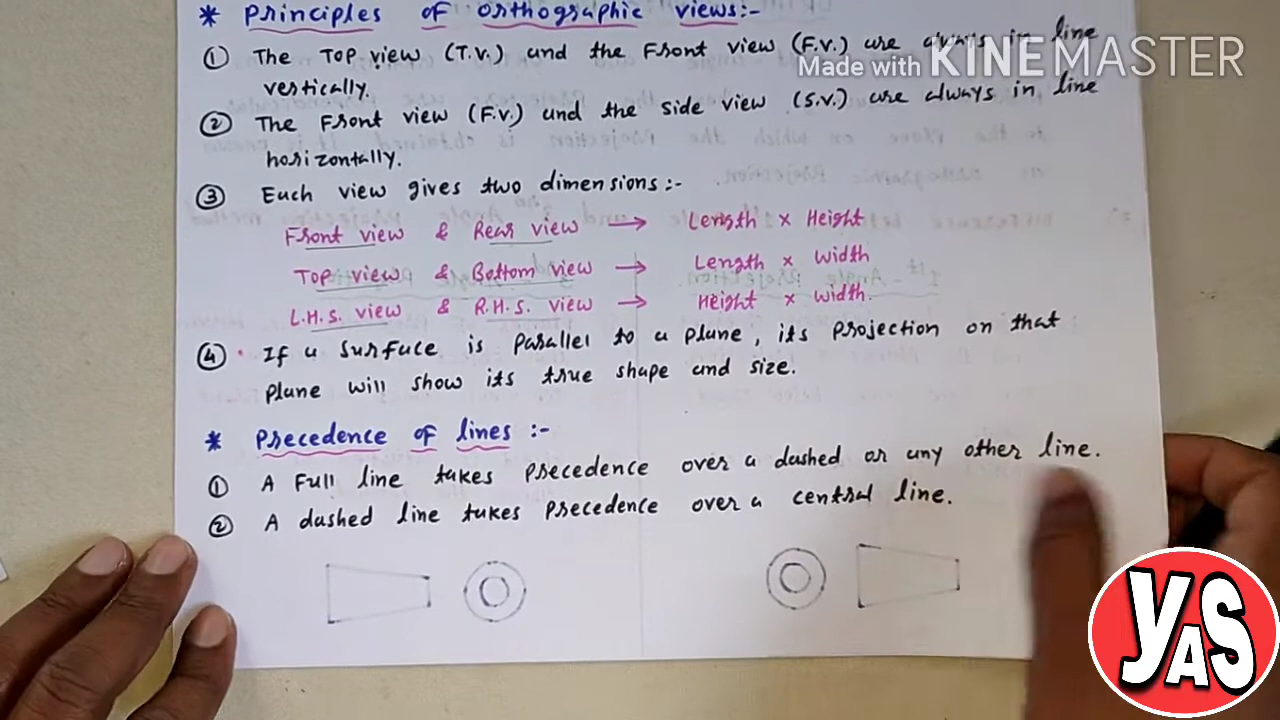 * Principles of orthographic views:-
① The Top view (T.V.) and the Front view (F.V.) are always in line
Made with KINEMASTER
vertically.
② The Front view (F.V.) and the side view (S.V.) are always in line
horizontally.
③ Each view gives two dimensions:-
Front view & Rear view → Length × Height
Top view & Bottom view → Length × width
L.H.S. view & R.H.S. view → Height × width.
④ If a surface is parallel to a plane, its projection on that
plane will show its true shape and size.
* Precedence of lines :-
① A Full line takes precedence over a dashed or any other line.
② A dashed line takes precedence over a central line.
YAS